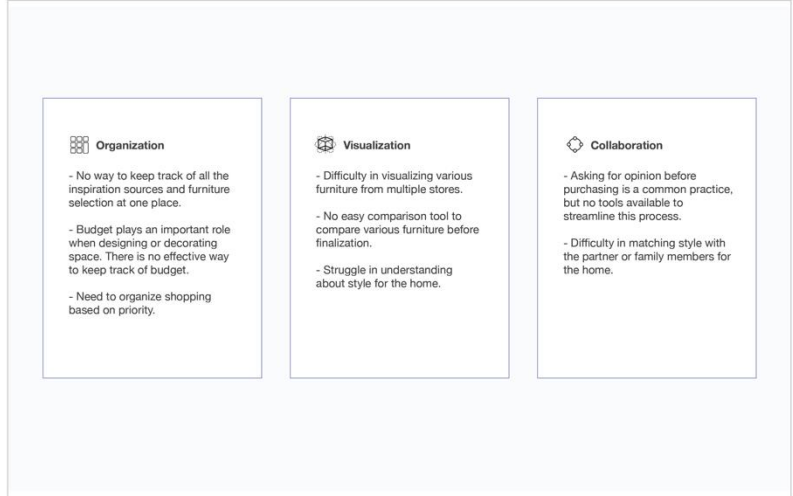 Organization
- No way to keep track of all the
inspiration sources and furniture
selection at one place.
- Budget plays an important role
when designing or decorating
space. There is no effective way
to keep track of budget.
- Need to organize shopping
based on priority.
Visualization
- Difficulty in visualizing various
furniture from multiple stores.
- No easy comparison tool to
compare various furniture before
finalization.
- Struggle in understanding
about style for the home.
Collaboration
- Asking for opinion before
purchasing is a common practice,
but no tools available to
streamline this process.
- Difficulty in matching style with
the partner or family members for
the home.